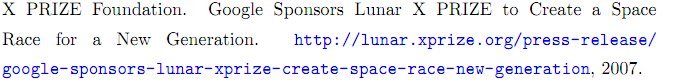 X PRIZE Foundation. Google Sponsors Lunar X PRIZE to Create a Space
Race for a New Generation. http://lunar.xprize.org/press-release/
google-sponsors-lunar-xprize-create-space-race-new-generation, 2007.